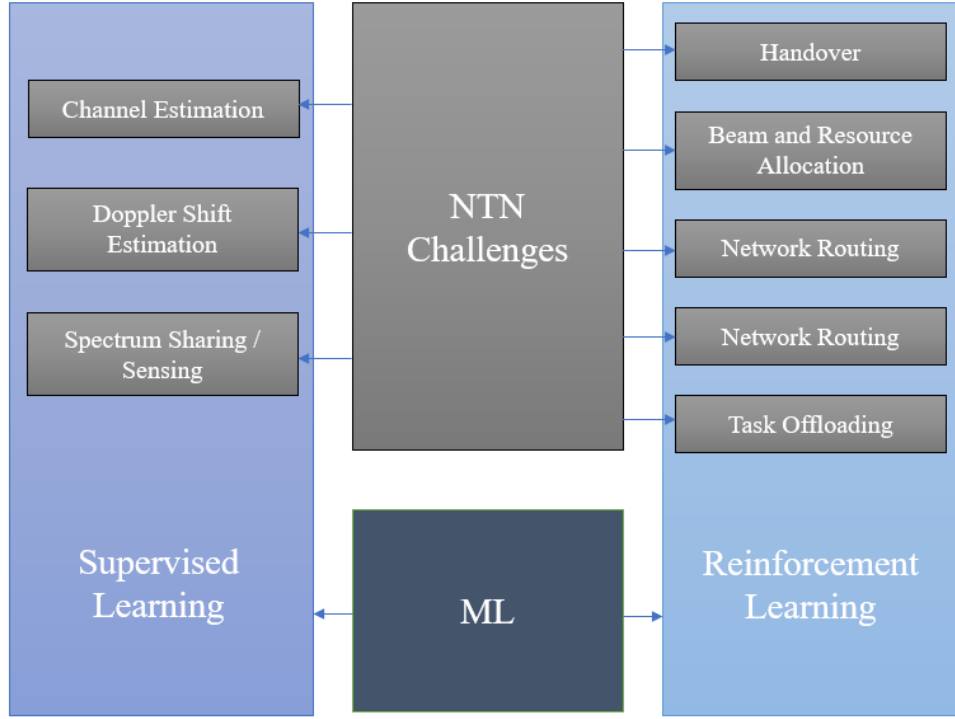 Channel Estimation
Doppler Shift
Estimation
Spectrum Sharing /
Sensing
Supervised
Learning
NTN
Challenges
ML
Handover
Beam and Resource
Allocation
Network Routing
Network Routing
Task Offloading
Reinforcement
Learning